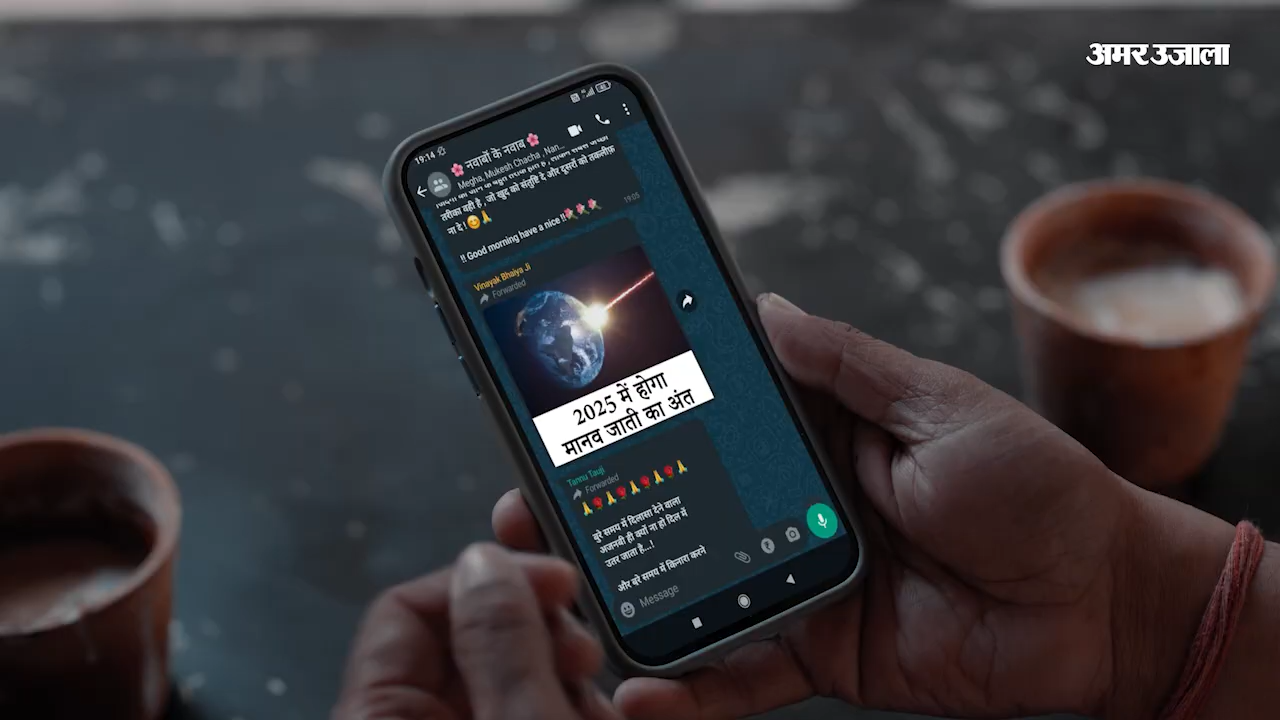 अमर उजाला
19:14
🌸 नवाबों के नवाब 🌸
Megha, Mukesh Chacha , Nan...
तरीका वही है , जो खुद को संतुष्टि दे और दूसरों को तकलीफ़
ना दे ! 😊🙏
!! Good morning have a nice !!🌹🌹🌹
19:05
Vinayak Bhaiya Ji
Forwarded
2025 में होगा
मानव जाती का अंत
Tannu Tauji
Forwarded
🙏🌹🙏🌹🙏🌹🙏🌹🙏
बुरे समय में दिलासा देने वाला
अजनबी ही क्यों ना हो दिल में
उतर जाता है...!
और बुरे समय में किनारा करने
Message